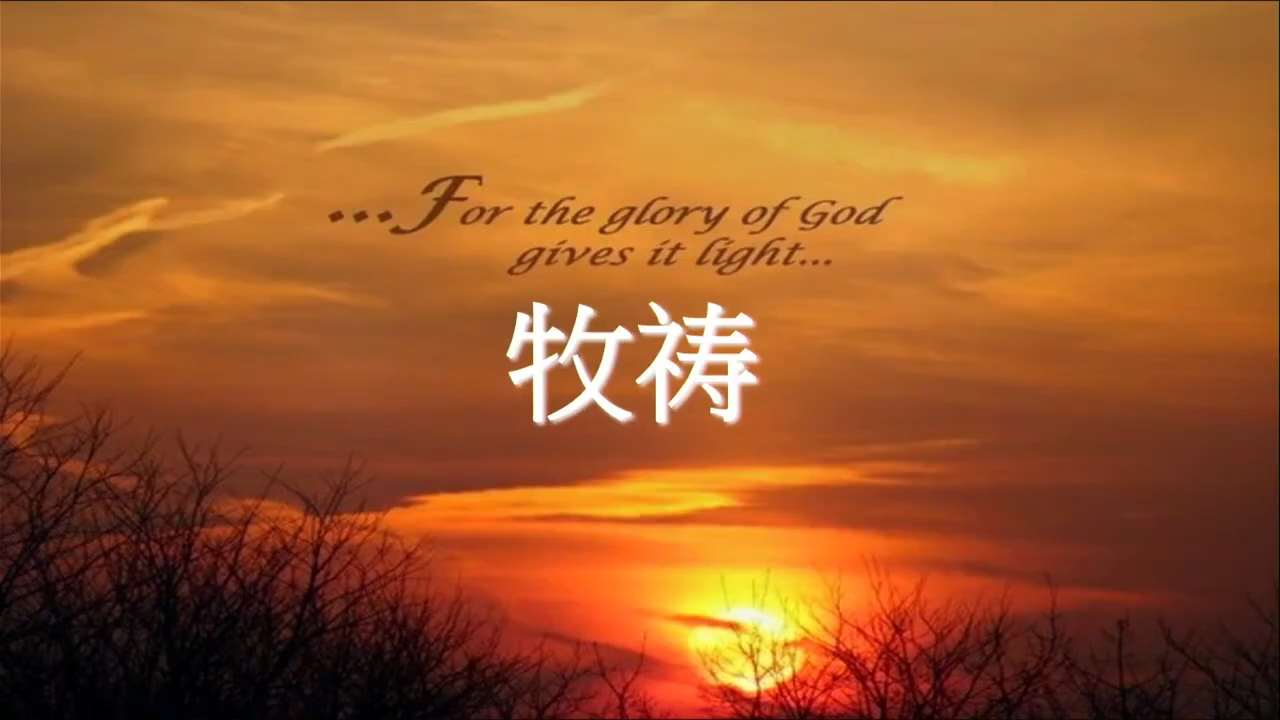 ...For the glory of God
gives it light...
牧祷